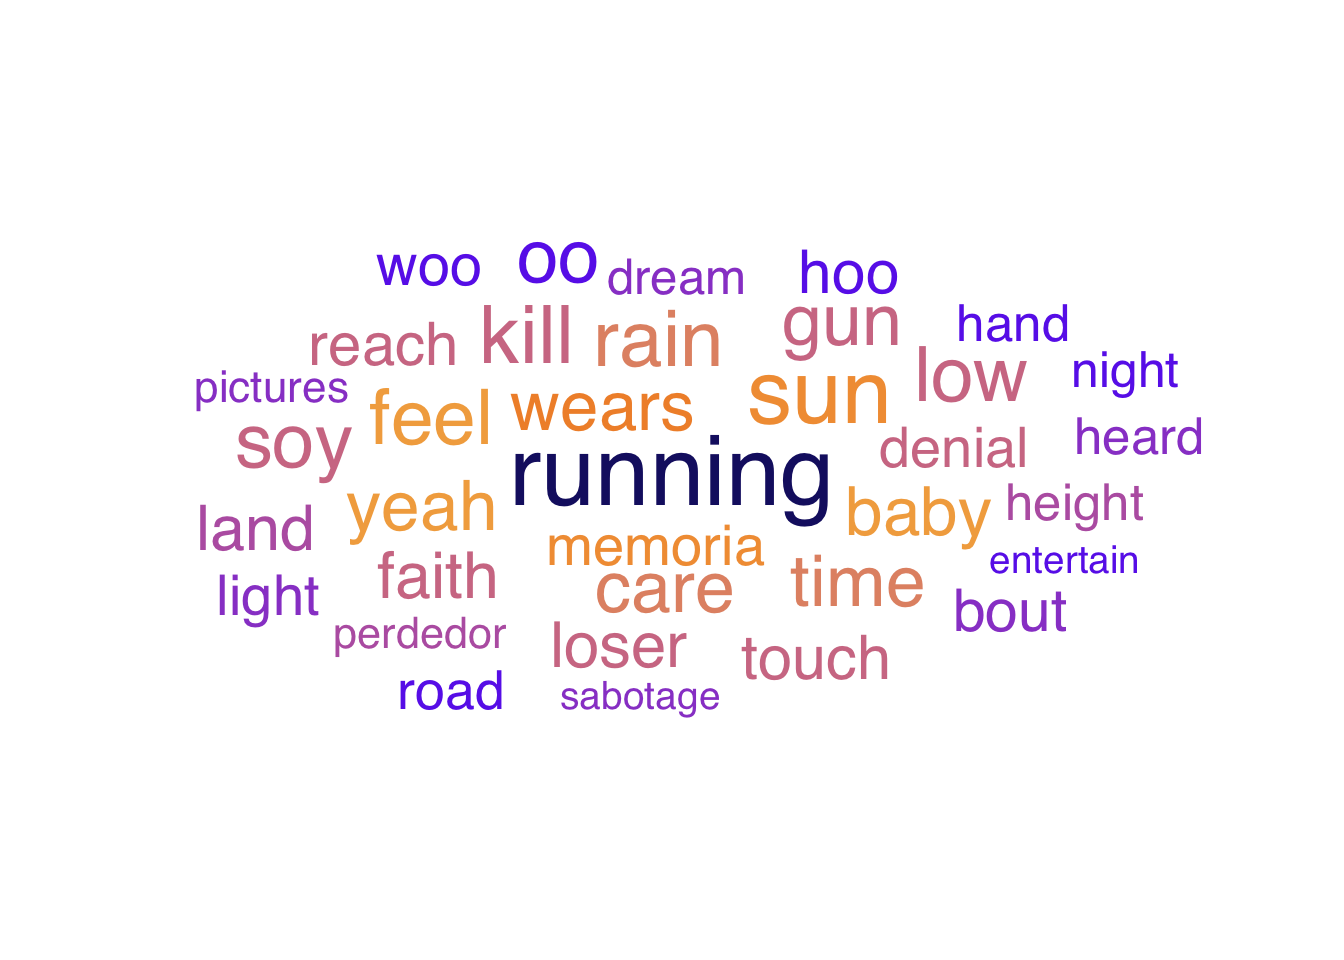 woo oo dream hoo
reach kill rain gun hand
pictures feel wears sun low night
soy running denial heard
land yeah memoria baby height
light faith care time entertain
perdedor loser touch bout
road sabotage